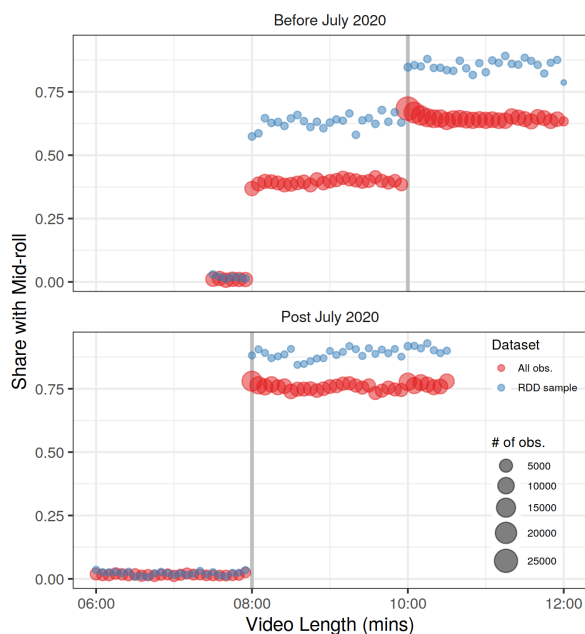 Before July 2020
0.75
0.50
0.25
0.00
Share with Mid-roll
Post July 2020
0.75
0.50
0.25
0.00
Dataset
All obs.
RDD sample
# of obs.
5000
10000
15000
20000
25000
06:00 08:00 10:00 12:00
Video Length (mins)